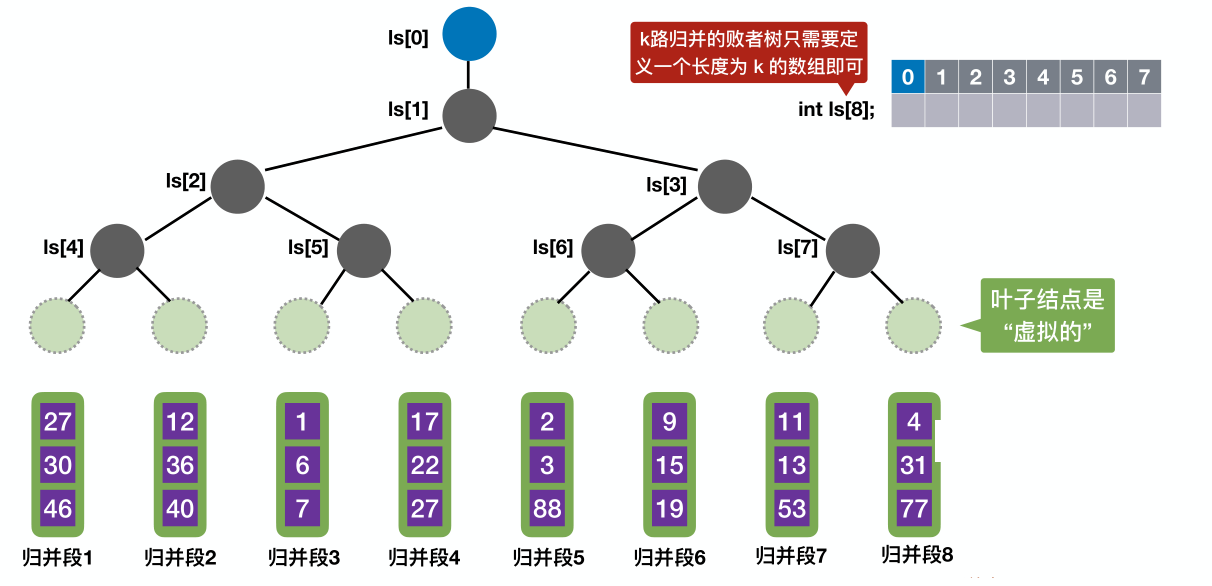 ls[0]
k路归并的败者树只需要定
义一个长度为 k 的数组即可
0 1 2 3 4 5 6 7
int ls[8];
ls[1]
ls[2]
ls[3]
ls[4]
ls[5]
ls[6]
ls[7]
叶子结点是
“虚拟的”
27 12 1 17 2 9 11 4
30 36 6 22 3 15 13 31
46 40 7 27 88 19 53 77
归并段1 归并段2 归并段3 归并段4 归并段5 归并段6 归并段7 归并段8